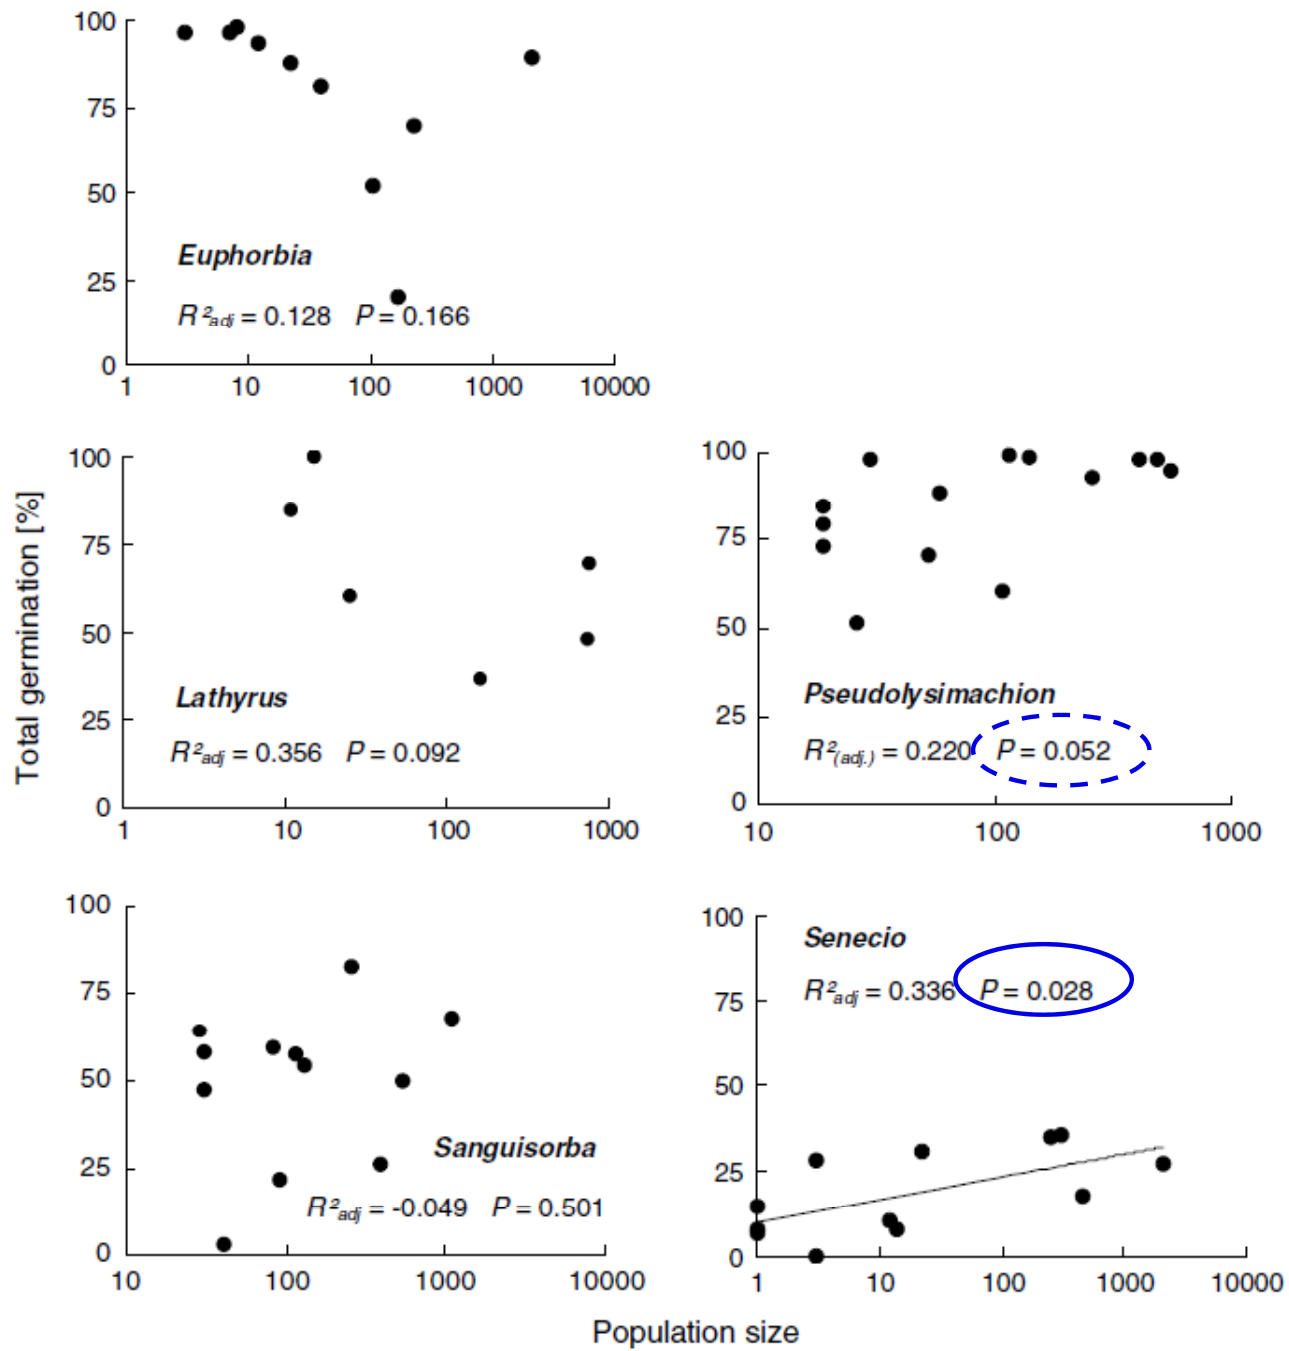 100
75
50
25
0
1 10 100 1000 10000
Euphorbia
R²adj = 0.128 P = 0.166
Total germination [%]
100
75
50
25
0
1 10 100 1000
Lathyrus
R²adj = 0.356 P = 0.092
100
75
50
25
0
10 100 1000
Pseudolysimachion
R²(adj.) = 0.220 P = 0.052
100
75
50
25
0
10 100 1000 10000
Sanguisorba
R²adj = -0.049 P = 0.501
100
75
50
25
0
1 10 100 1000 10000
Senecio
R²adj = 0.336 P = 0.028
Population size